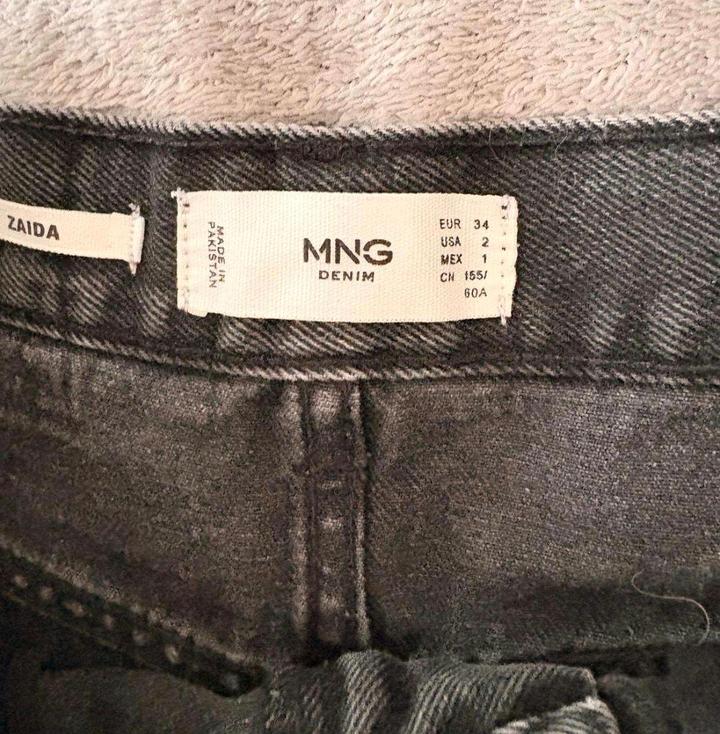 ZAIDA
MADE IN
PAKISTAN
MNG
DENIM
EUR 34
USA 2
MEX 1
CN 155/
60A